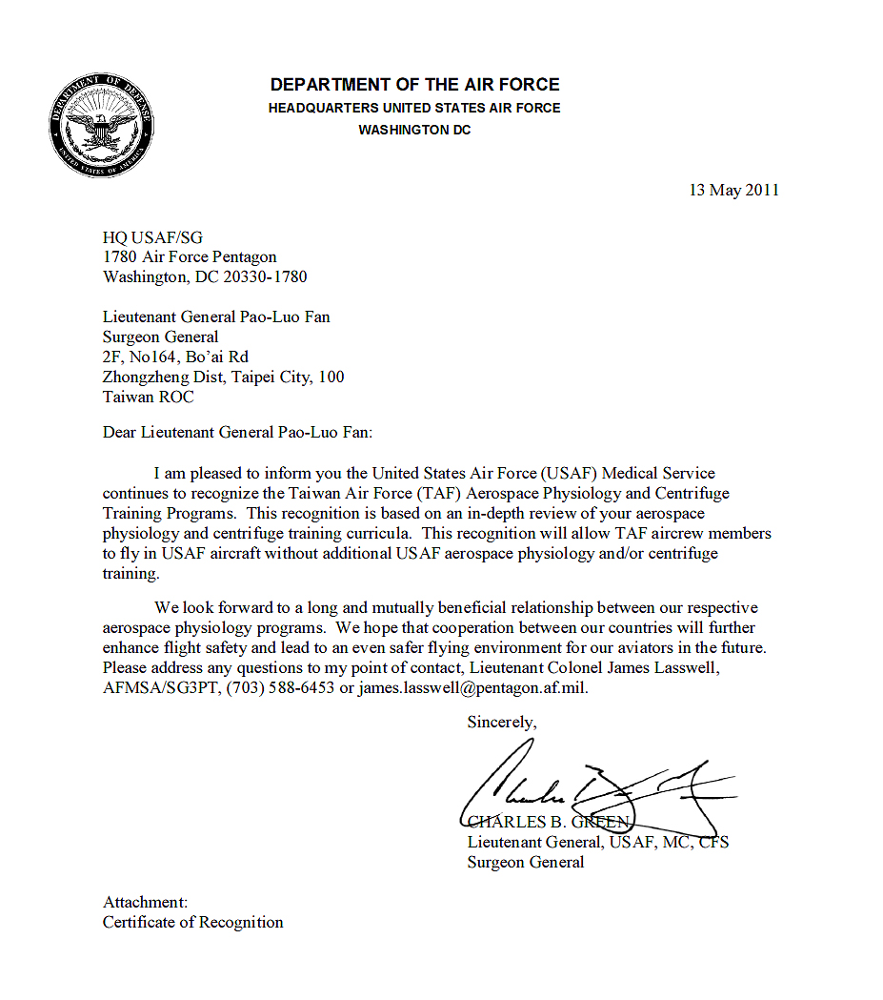 DEPARTMENT OF DEFENSE
UNITED STATES OF AMERICA
DEPARTMENT OF THE AIR FORCE
HEADQUARTERS UNITED STATES AIR FORCE
WASHINGTON DC
13 May 2011
HQ USAF/SG
1780 Air Force Pentagon
Washington, DC 20330-1780
Lieutenant General Pao-Luo Fan
Surgeon General
2F, No164, Bo’ai Rd
Zhongzheng Dist, Taipei City, 100
Taiwan ROC
Dear Lieutenant General Pao-Luo Fan:
I am pleased to inform you the United States Air Force (USAF) Medical Service
continues to recognize the Taiwan Air Force (TAF) Aerospace Physiology and Centrifuge
Training Programs.  This recognition is based on an in-depth review of your aerospace
physiology and centrifuge training curricula.  This recognition will allow TAF aircrew members
to fly in USAF aircraft without additional USAF aerospace physiology and/or centrifuge
training.
We look forward to a long and mutually beneficial relationship between our respective
aerospace physiology programs.  We hope that cooperation between our countries will further
enhance flight safety and lead to an even safer flying environment for our aviators in the future.
Please address any questions to my point of contact, Lieutenant Colonel James Lasswell,
AFMSA/SG3PT, (703) 588-6453 or james.lasswell@pentagon.af.mil.
Sincerely,
CHARLES B. GREEN
Lieutenant General, USAF, MC, CFS
Surgeon General
Attachment:
Certificate of Recognition